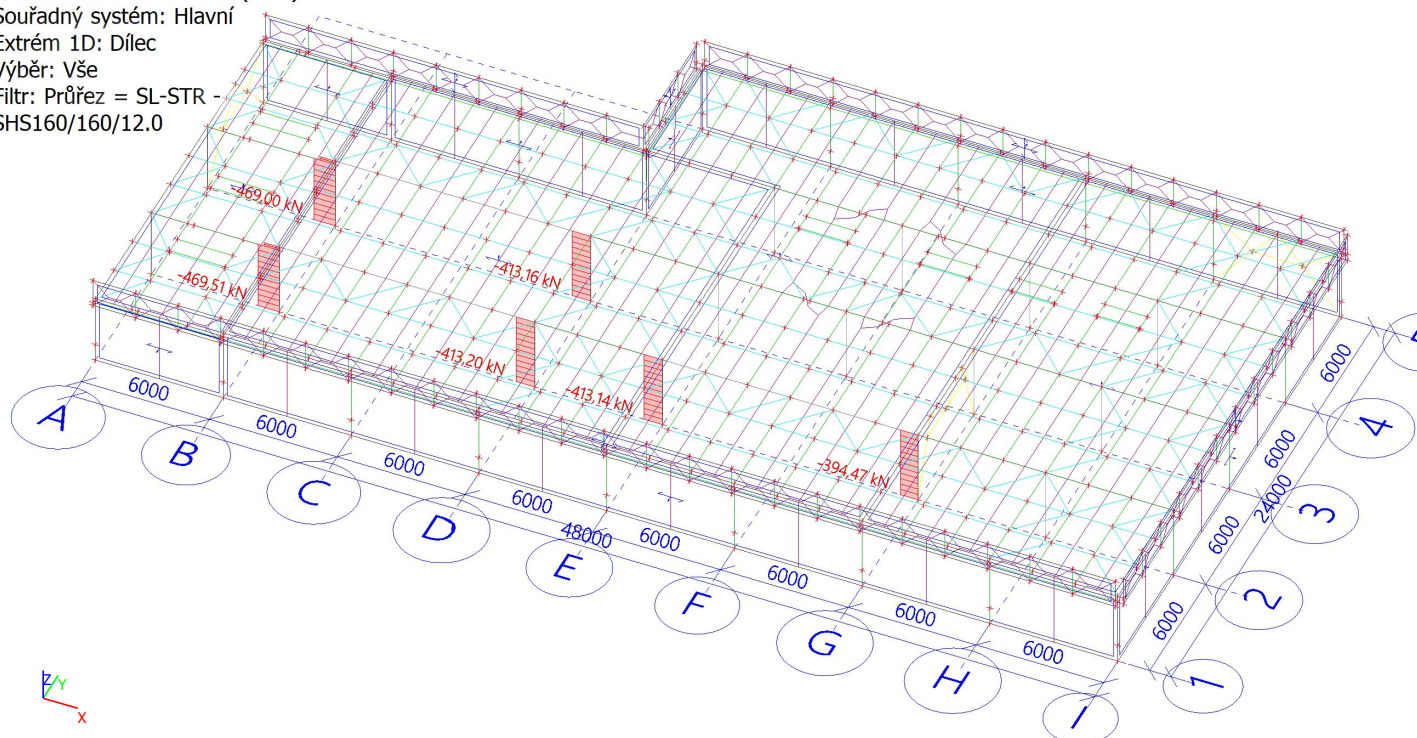 Souřadný systém: Hlavní
Extrém 1D: Dílec
Výběr: Vše
Filtr: Průřez = SL-STR -
SHS160/160/12.0
-469,00 kN
-469,51 kN
-413,16 kN
-413,20 kN
-413,14 kN
-394,47 kN
6000
6000
6000
6000
48000
6000
6000
6000
6000
6000
6000
24000
6000
6000
A
B
C
D
E
F
G
H
I
1
2
3
4
Z
Y
X